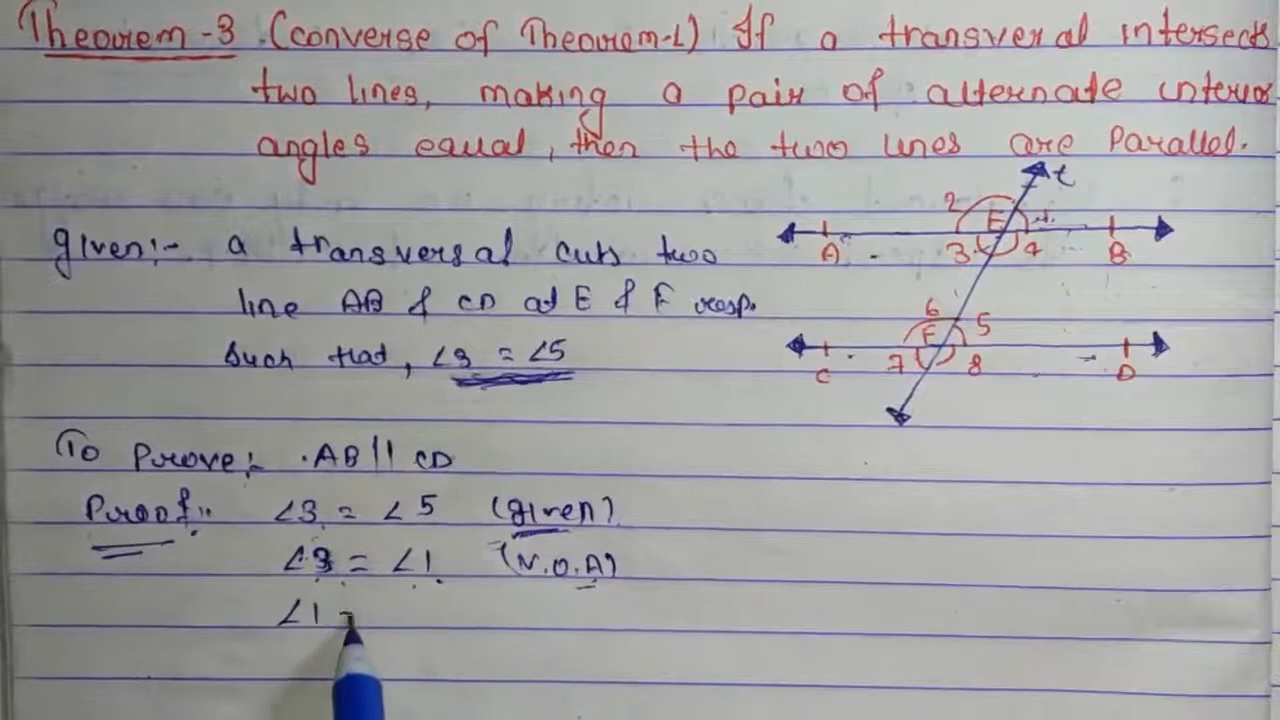 Theorem-3 (converse of Theorem-1) If a transversal intersects
two lines, making a pair of alternate interior
angles equal, then the two lines are Parallel.
t
2 E 1
A 3 4 B
given:- a transversal cuts two
line AB & CD at E & F resp.
such that, ∠3 = ∠5
6 F 5
C 7 8 D
To Prove:- AB || CD
Proof:- ∠3 = ∠5 (given)
∠3 = ∠1 (V.O.A)
∠1 =